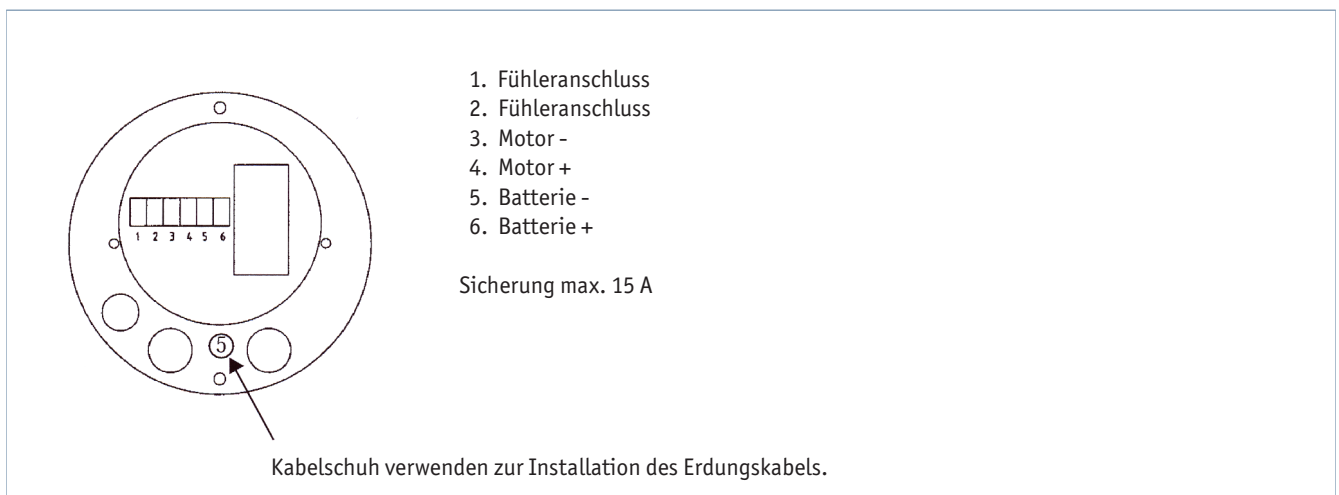 1. Fühleranschluss
2. Fühleranschluss
3. Motor -
4. Motor +
5. Batterie -
6. Batterie +
1 2 3 4 5 6
Sicherung max. 15 A
5
Kabelschuh verwenden zur Installation des Erdungskabels.